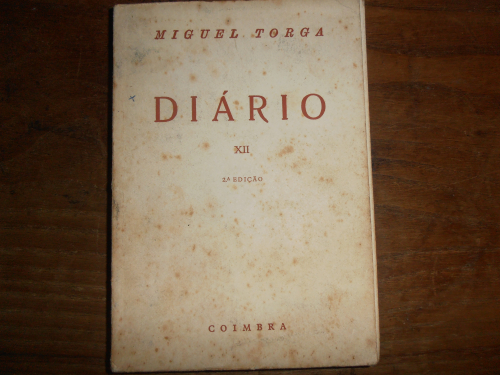 MIGUEL TORGA
DIÁRIO
XII
2.ª EDIÇÃO
COIMBRA